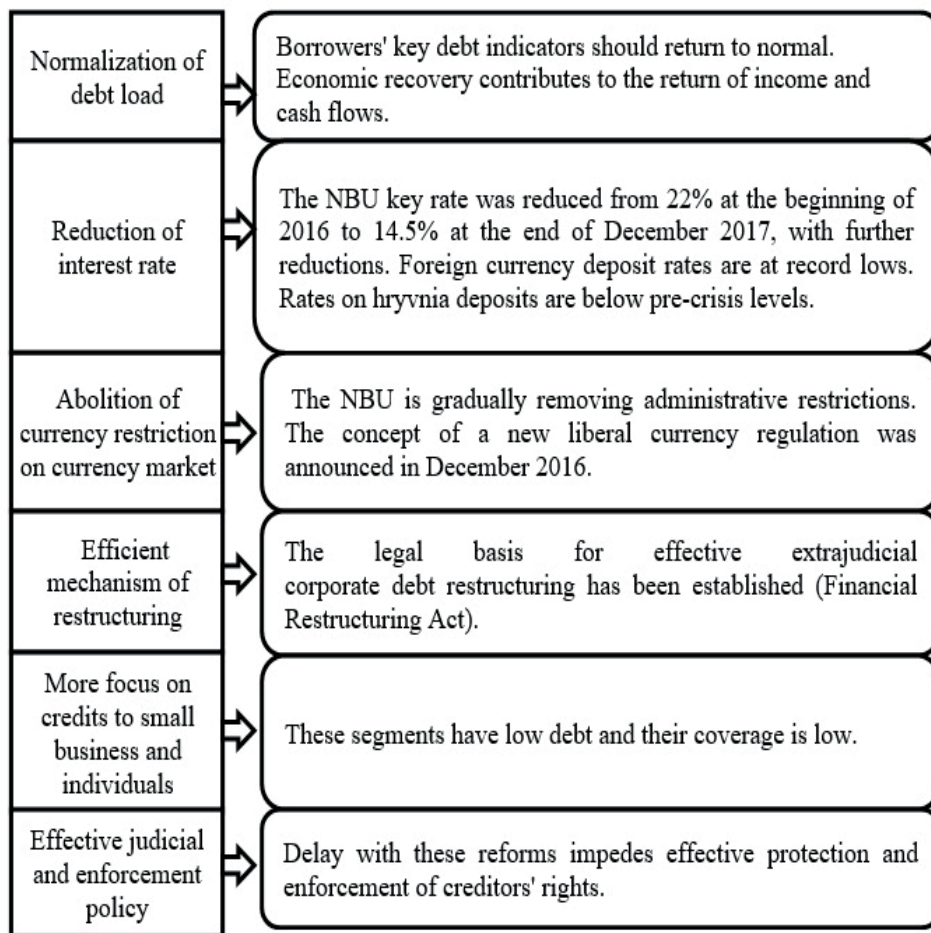 Normalization of
debt load
Borrowers' key debt indicators should return to normal.
Economic recovery contributes to the return of income and
cash flows.
Reduction of
interest rate
The NBU key rate was reduced from 22% at the beginning of
2016 to 14.5% at the end of December 2017, with further
reductions. Foreign currency deposit rates are at record lows.
Rates on hryvnia deposits are below pre-crisis levels.
Abolition of
currency restriction
on currency market
The NBU is gradually removing administrative restrictions.
The concept of a new liberal currency regulation was
announced in December 2016.
Efficient
mechanism of
restructuring
The legal basis for effective extrajudicial
corporate debt restructuring has been established (Financial
Restructuring Act).
More focus on
credits to small
business and
individuals
These segments have low debt and their coverage is low.
Effective judicial
and enforcement
policy
Delay with these reforms impedes effective protection and
enforcement of creditors' rights.